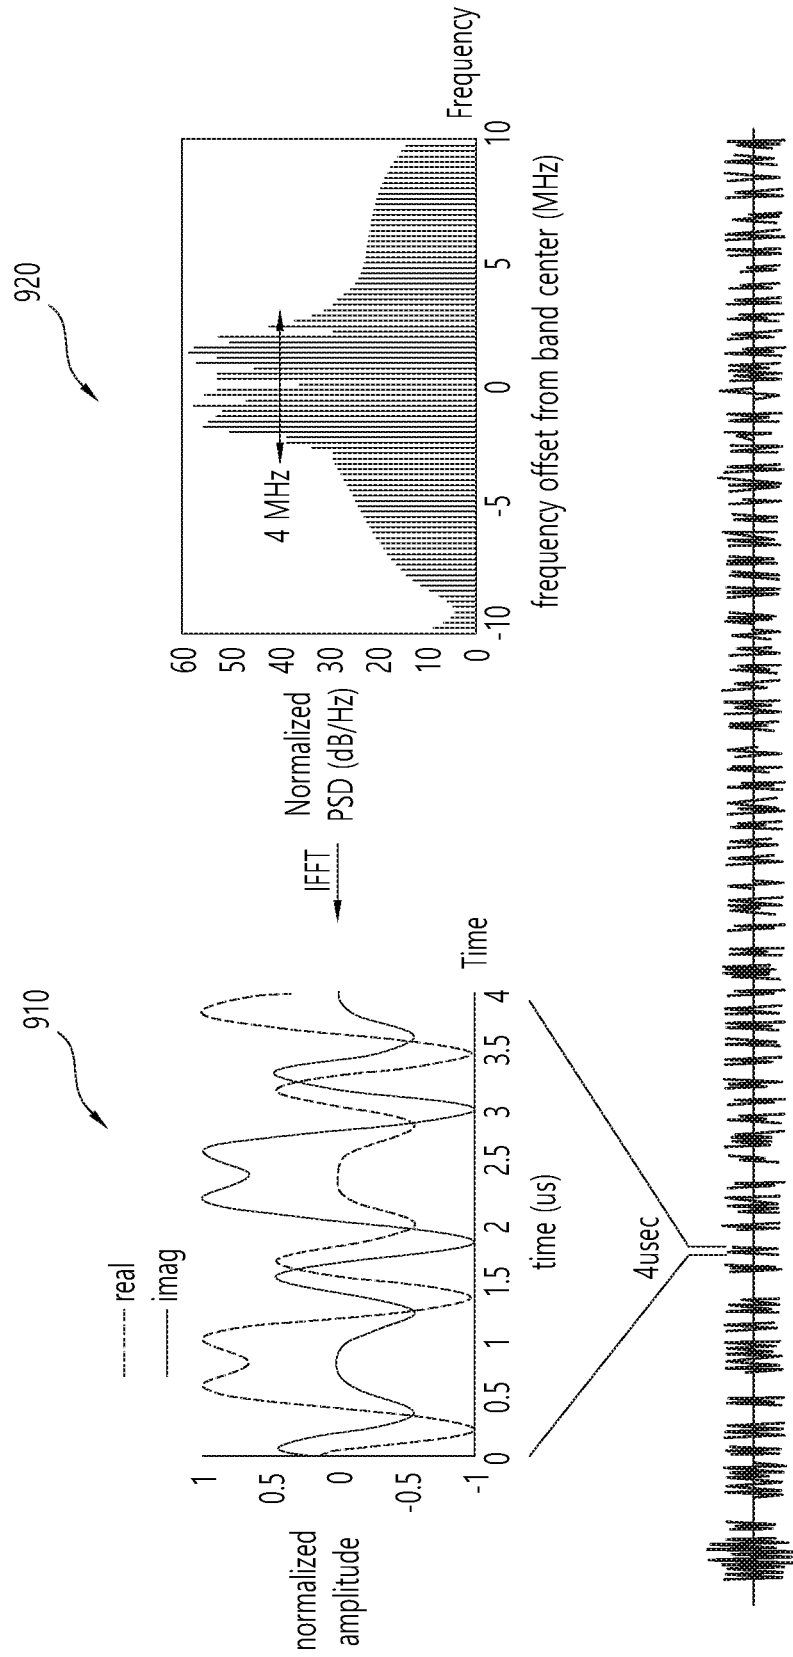 910
real
imag
normalized
amplitude
1
0.5
0
-0.5
-1
0
0.5
1
1.5
2
2.5
3
3.5
4
Time
time (us)
IFFT
920
Normalized
PSD (dB/Hz)
60
50
40
30
20
10
0
4 MHz
-10
-5
0
5
10
Frequency
frequency offset from band center (MHz)
4usec